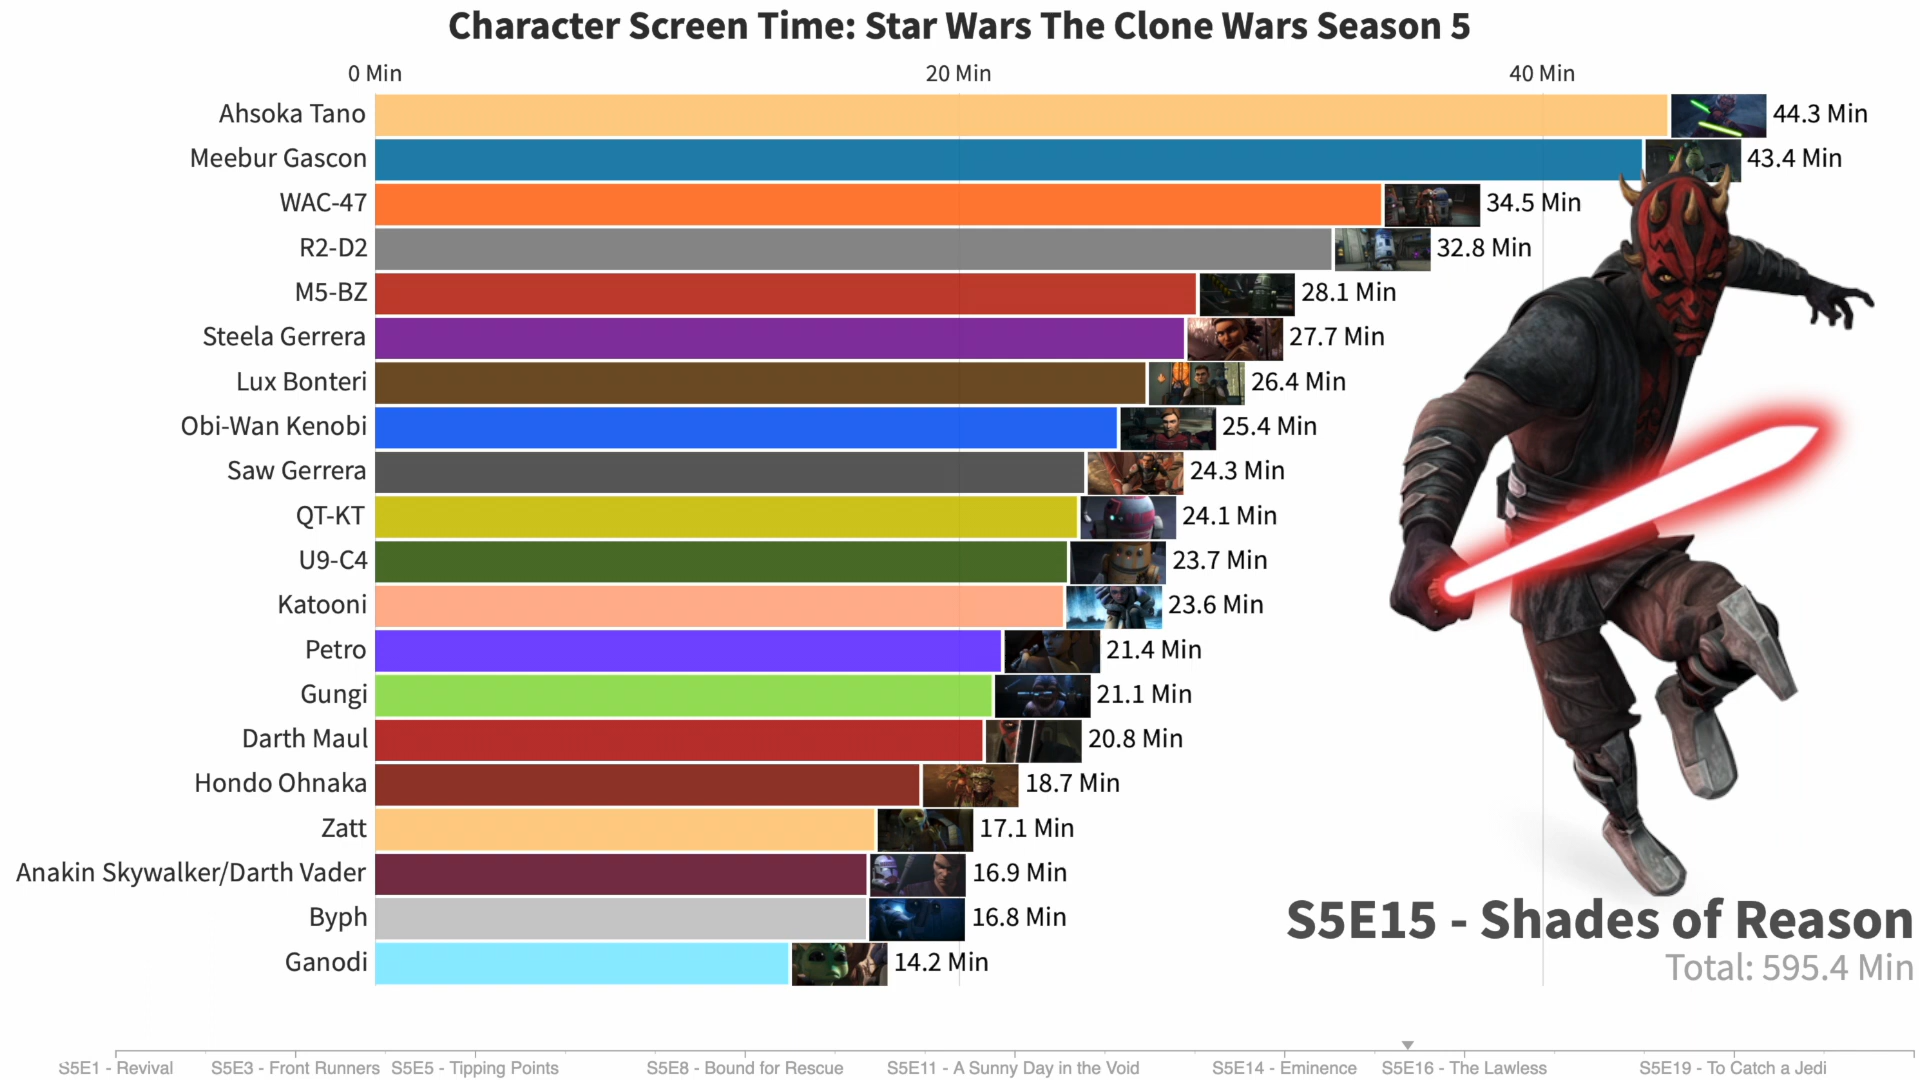 Character Screen Time: Star Wars The Clone Wars Season 5
0 Min 20 Min 40 Min
Ahsoka Tano 44.3 Min
Meebur Gascon 43.4 Min
WAC-47 34.5 Min
R2-D2 32.8 Min
M5-BZ 28.1 Min
Steela Gerrera 27.7 Min
Lux Bonteri 26.4 Min
Obi-Wan Kenobi 25.4 Min
Saw Gerrera 24.3 Min
QT-KT 24.1 Min
U9-C4 23.7 Min
Katooni 23.6 Min
Petro 21.4 Min
Gungi 21.1 Min
Darth Maul 20.8 Min
Hondo Ohnaka 18.7 Min
Zatt 17.1 Min
Anakin Skywalker/Darth Vader 16.9 Min
Byph 16.8 Min
Ganodi 14.2 Min
S5E15 - Shades of Reason
Total: 595.4 Min
S5E1 - Revival S5E3 - Front Runners S5E5 - Tipping Points S5E8 - Bound for Rescue S5E11 - A Sunny Day in the Void S5E14 - Eminence S5E16 - The Lawless S5E19 - To Catch a Jedi